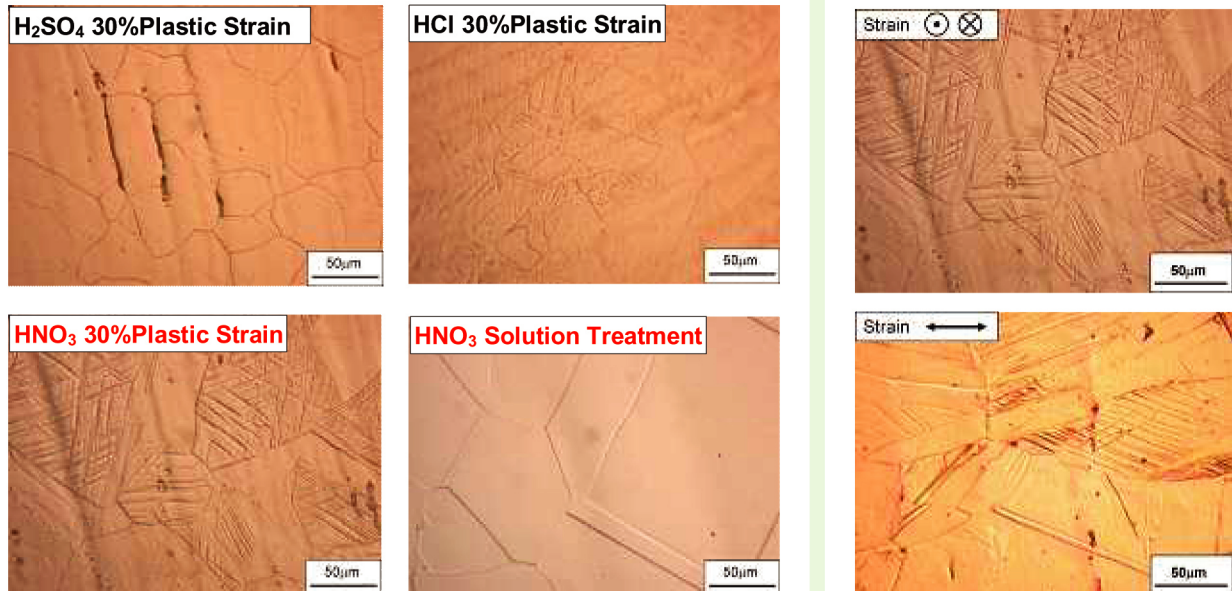 H₂SO₄ 30%Plastic Strain
50µm
HCl 30%Plastic Strain
50µm
Strain ⊙ ⊗
50µm
HNO₃ 30%Plastic Strain
50µm
HNO₃ Solution Treatment
50µm
Strain ↔
50µm